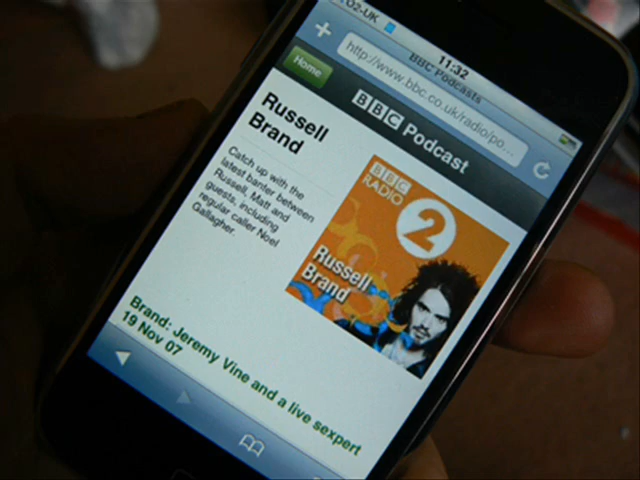 O2-UK
11:32
BBC Podcasts
http://www.bbc.co.uk/radio/po...
Home
BBC Podcast
Russell
Brand
Catch up with the
latest banter between
Russell, Matt and
guests, including
regular caller Noel
Gallagher.
BBC
RADIO
2
Russell
Brand
Brand: Jeremy Vine and a live sexpert
19 Nov 07